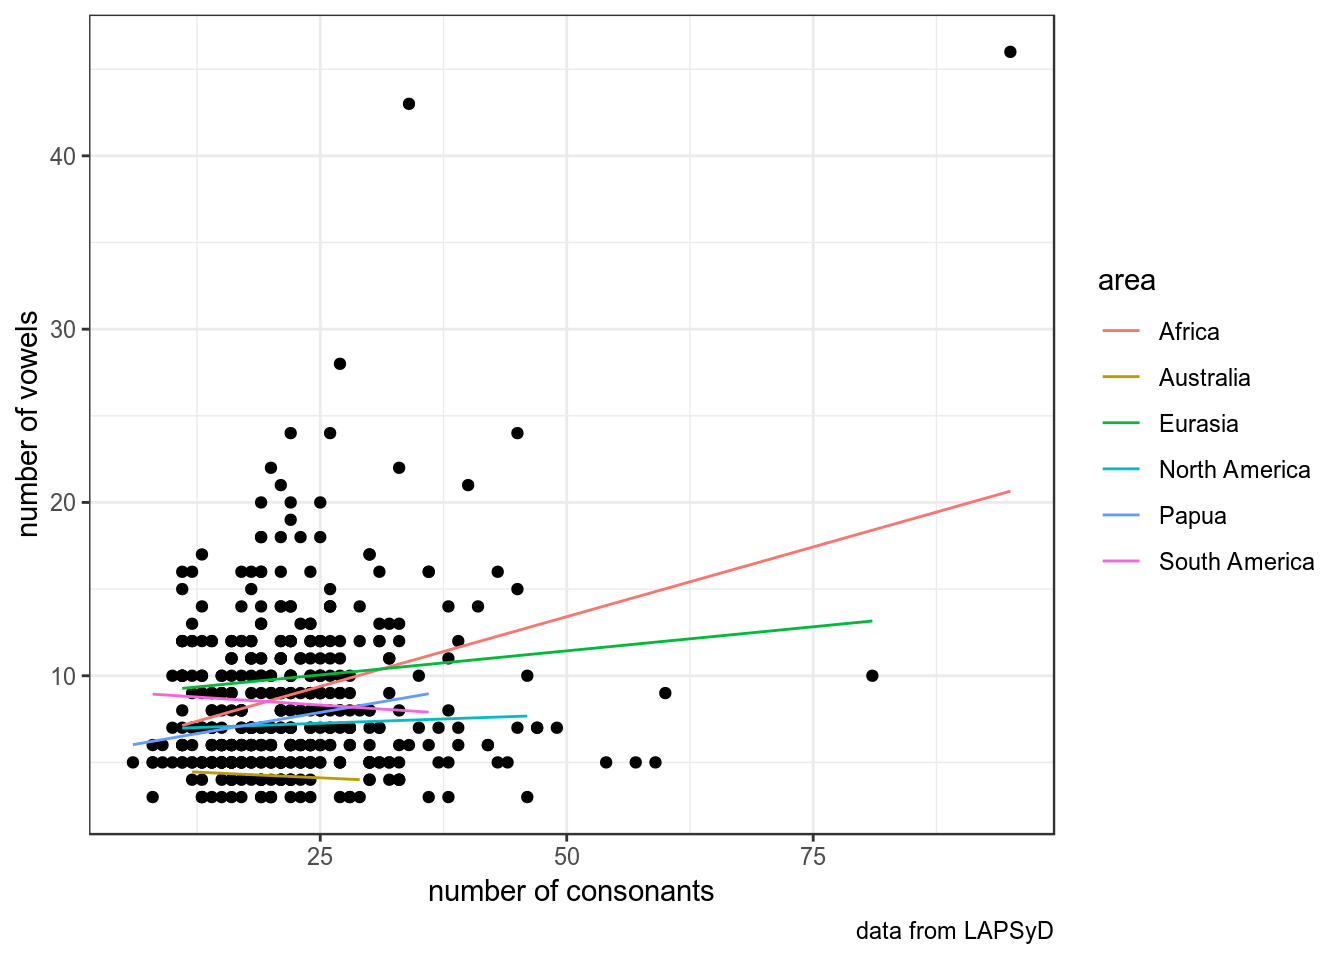 40
30
20
10
number of vowels
25
50
75
number of consonants
data from LAPSyD
area
Africa
Australia
Eurasia
North America
Papua
South America